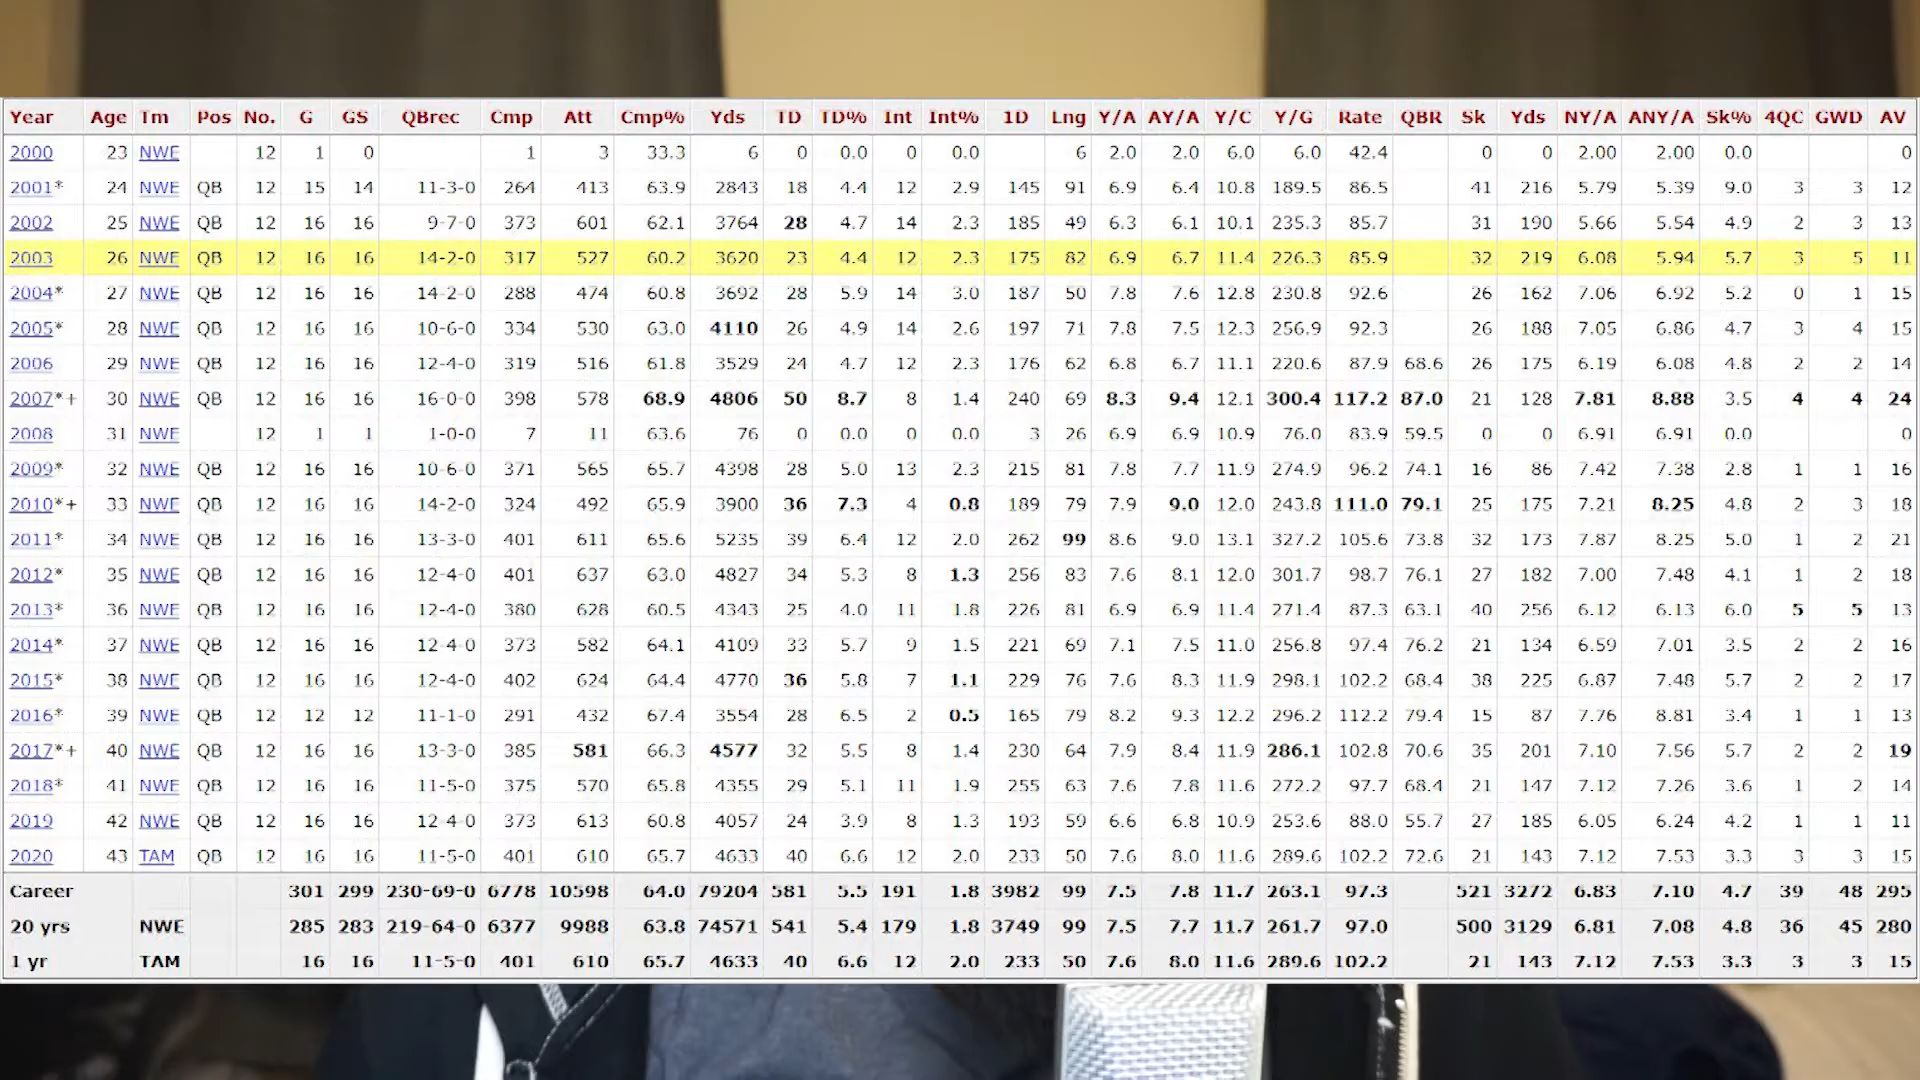 Year Age Tm Pos No. G GS QBrec Cmp Att Cmp% Yds TD TD% Int Int% 1D Lng Y/A AY/A Y/C Y/G Rate QBR Sk Yds NY/A ANY/A Sk% 4QC GWD AV
2000 23 NWE 12 1 0 1 3 33.3 6 0 0.0 0 0.0 6 2.0 2.0 6.0 6.0 42.4 0 0 2.00 2.00 0.0 0
2001* 24 NWE QB 12 15 14 11-3-0 264 413 63.9 2843 18 4.4 12 2.9 145 91 6.9 6.4 10.8 189.5 86.5 41 216 5.79 5.39 9.0 3 3 12
2002 25 NWE QB 12 16 16 9-7-0 373 601 62.1 3764 28 4.7 14 2.3 185 49 6.3 6.1 10.1 235.3 85.7 31 190 5.66 5.54 4.9 2 3 13
2003 26 NWE QB 12 16 16 14-2-0 317 527 60.2 3620 23 4.4 12 2.3 175 82 6.9 6.7 11.4 226.3 85.9 32 219 6.08 5.94 5.7 3 5 11
2004* 27 NWE QB 12 16 16 14-2-0 288 474 60.8 3692 28 5.9 14 3.0 187 50 7.8 7.6 12.8 230.8 92.6 26 162 7.06 6.92 5.2 0 1 15
2005* 28 NWE QB 12 16 16 10-6-0 334 530 63.0 4110 26 4.9 14 2.6 197 71 7.8 7.5 12.3 256.9 92.3 26 188 7.05 6.86 4.7 3 4 15
2006 29 NWE QB 12 16 16 12-4-0 319 516 61.8 3529 24 4.7 12 2.3 176 62 6.8 6.7 11.1 220.6 87.9 68.6 26 175 6.19 6.08 4.8 2 2 14
2007*+ 30 NWE QB 12 16 16 16-0-0 398 578 68.9 4806 50 8.7 8 1.4 240 69 8.3 9.4 12.1 300.4 117.2 87.0 21 128 7.81 8.88 3.5 4 4 24
2008 31 NWE 12 1 1 1-0-0 7 11 63.6 76 0 0.0 0 0.0 3 26 6.9 6.9 10.9 76.0 83.9 59.5 0 0 6.91 6.91 0.0 0
2009* 32 NWE QB 12 16 16 10-6-0 371 565 65.7 4398 28 5.0 13 2.3 215 81 7.8 7.7 11.9 274.9 96.2 74.1 16 86 7.42 7.38 2.8 1 1 16
2010*+ 33 NWE QB 12 16 16 14-2-0 324 492 65.9 3900 36 7.3 4 0.8 189 79 7.9 9.0 12.0 243.8 111.0 79.1 25 175 7.21 8.25 4.8 2 3 18
2011* 34 NWE QB 12 16 16 13-3-0 401 611 65.6 5235 39 6.4 12 2.0 262 99 8.6 9.0 13.1 327.2 105.6 73.8 32 173 7.87 8.25 5.0 1 2 21
2012* 35 NWE QB 12 16 16 12-4-0 401 637 63.0 4827 34 5.3 8 1.3 256 83 7.6 8.1 12.0 301.7 98.7 76.1 27 182 7.00 7.48 4.1 1 2 18
2013* 36 NWE QB 12 16 16 12-4-0 380 628 60.5 4343 25 4.0 11 1.8 226 81 6.9 6.9 11.4 271.4 87.3 63.1 40 256 6.12 6.13 6.0 5 5 13
2014* 37 NWE QB 12 16 16 12-4-0 373 582 64.1 4109 33 5.7 9 1.5 221 69 7.1 7.5 11.0 256.8 97.4 76.2 21 134 6.59 7.01 3.5 2 2 16
2015* 38 NWE QB 12 16 16 12-4-0 402 624 64.4 4770 36 5.8 7 1.1 229 76 7.6 8.3 11.9 298.1 102.2 68.4 38 225 6.87 7.48 5.7 2 2 17
2016* 39 NWE QB 12 12 12 11-1-0 291 432 67.4 3554 28 6.5 2 0.5 165 79 8.2 9.3 12.2 296.2 112.2 79.4 15 87 7.76 8.81 3.4 1 1 13
2017*+ 40 NWE QB 12 16 16 13-3-0 385 581 66.3 4577 32 5.5 8 1.4 230 64 7.9 8.4 11.9 286.1 102.8 70.6 35 201 7.10 7.56 5.7 2 2 19
2018* 41 NWE QB 12 16 16 11-5-0 375 570 65.8 4355 29 5.1 11 1.9 255 63 7.6 7.8 11.6 272.2 97.7 68.4 21 147 7.12 7.26 3.6 1 2 14
2019 42 NWE QB 12 16 16 12-4-0 373 613 60.8 4057 24 3.9 8 1.3 193 59 6.6 6.8 10.9 253.6 88.0 55.7 27 185 6.05 6.24 4.2 1 1 11
2020 43 TAM QB 12 16 16 11-5-0 401 610 65.7 4633 40 6.6 12 2.0 233 50 7.6 8.0 11.6 289.6 102.2 72.6 21 143 7.12 7.53 3.3 3 3 15
Career 301 299 230-69-0 6778 10598 64.0 79204 581 5.5 191 1.8 3982 99 7.5 7.8 11.7 263.1 97.3 521 3272 6.83 7.10 4.7 39 48 295
20 yrs NWE 285 283 219-64-0 6377 9988 63.8 74571 541 5.4 179 1.8 3749 99 7.5 7.7 11.7 261.7 97.0 500 3129 6.81 7.08 4.8 36 45 280
1 yr TAM 16 16 11-5-0 401 610 65.7 4633 40 6.6 12 2.0 233 50 7.6 8.0 11.6 289.6 102.2 21 143 7.12 7.53 3.3 3 3 15